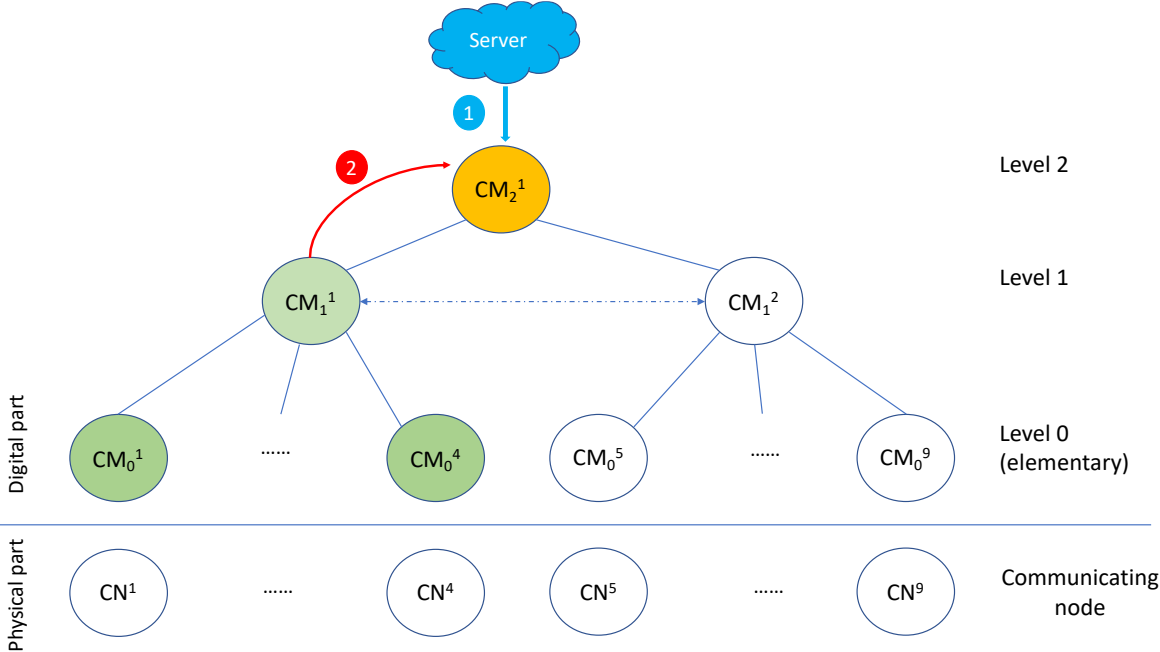 Server
1
2
CM₂¹
Level 2
CM₁¹
CM₁²
Level 1
Digital part
CM₀¹
......
CM₀⁴
CM₀⁵
......
CM₀⁹
Level 0
(elementary)
Physical part
CN¹
......
CN⁴
CN⁵
......
CN⁹
Communicating
node